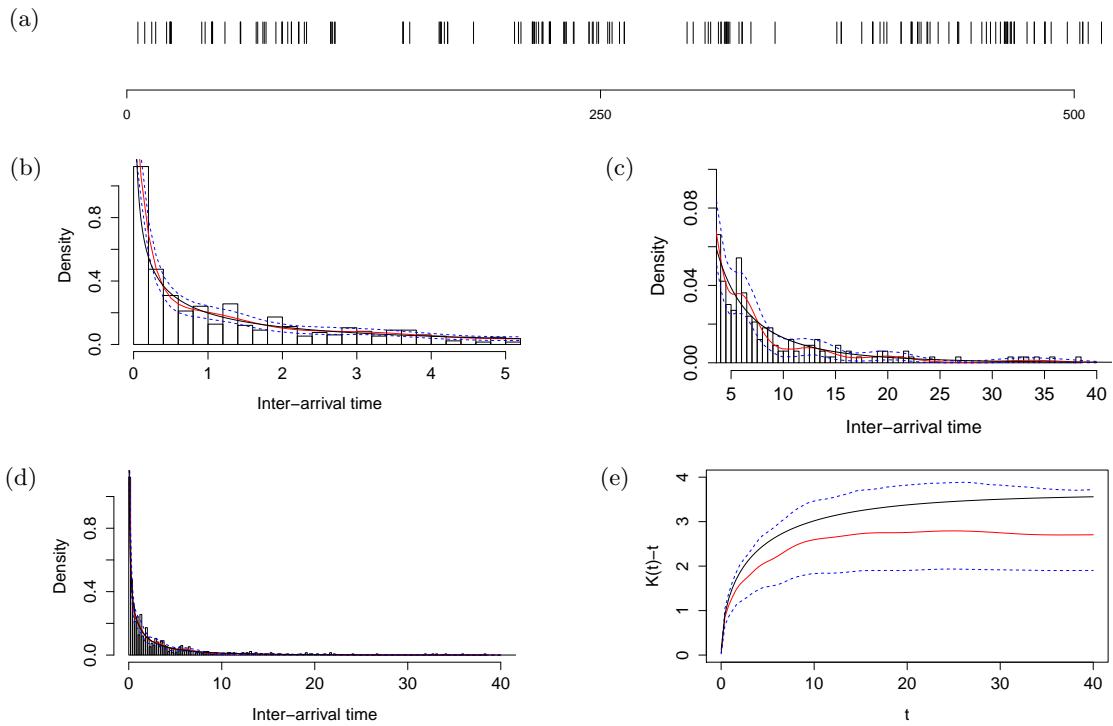 (a)
0 250 500
(b)
Density
0.0 0.4 0.8
0 1 2 3 4 5
Inter−arrival time
(c)
Density
0.00 0.04 0.08
5 10 15 20 25 30 35 40
Inter−arrival time
(d)
Density
0.0 0.4 0.8
0 10 20 30 40
Inter−arrival time
(e)
K(t)−t
0 1 2 3 4
0 10 20 30 40
t